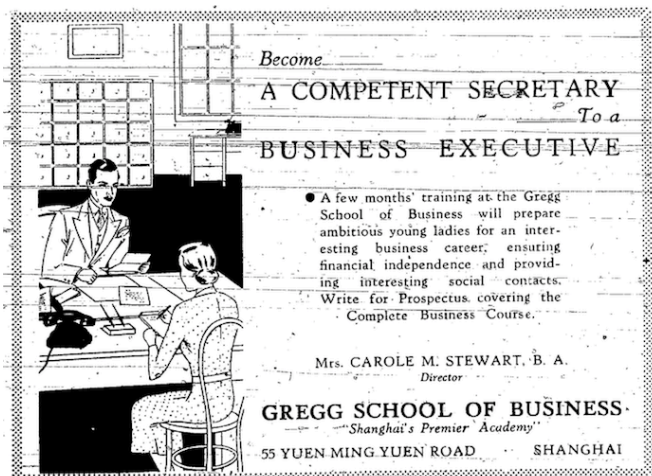 Become
A COMPETENT SECRETARY
To a
BUSINESS EXECUTIVE
● A few months' training at the Gregg
School of Business will prepare
ambitious young ladies for an inter-
esting business career, ensuring
financial independence and provid-
ing interesting social contacts.
Write for Prospectus covering the
Complete Business Course.
Mrs. CAROLE M. STEWART, B. A.
Director
GREGG SCHOOL OF BUSINESS
"Shanghai's Premier Academy"
55 YUEN MING YUEN ROAD SHANGHAI